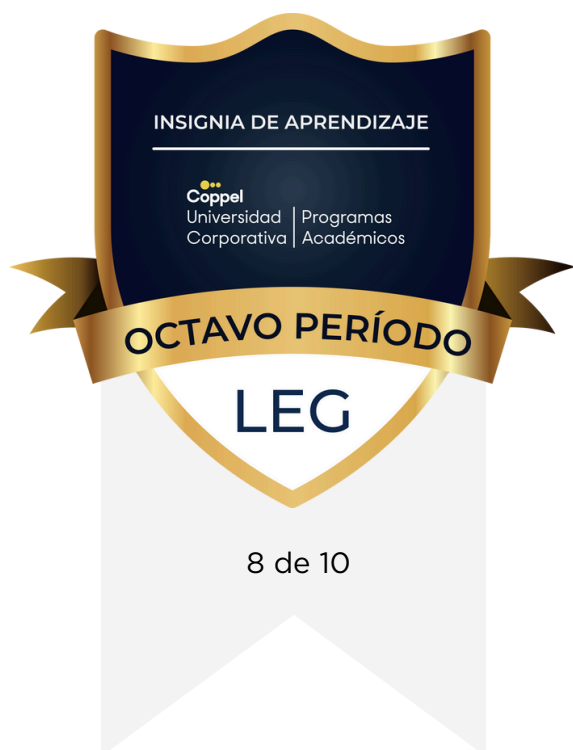 INSIGNIA DE APRENDIZAJE
Coppel
Universidad | Programas
Corporativa | Académicos
OCTAVO PERÍODO
LEG
8 de 10